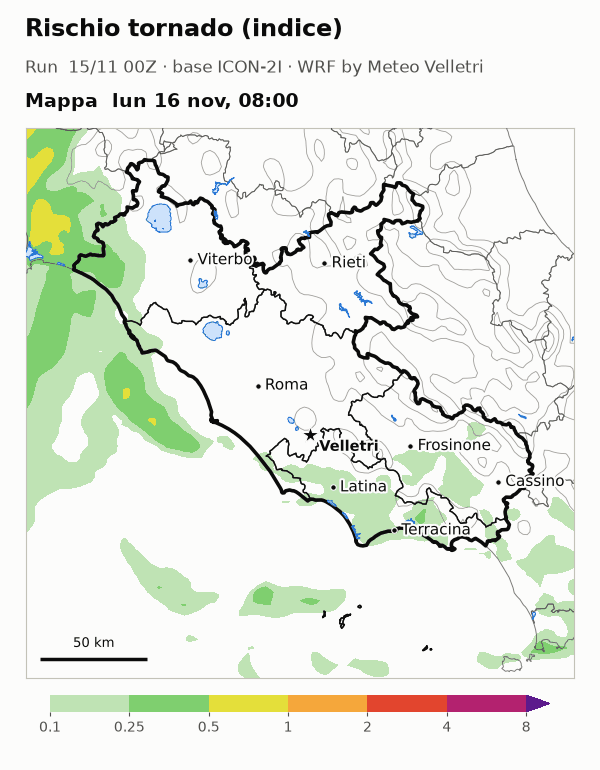 Rischio tornado (indice)
Run  15/11 00Z · base ICON-2I · WRF by Meteo Velletri
Mappa  lun 16 nov, 08:00
Viterbo
Rieti
Roma
Velletri
Frosinone
Latina
Cassino
Terracina
50 km
0.1 0.25 0.5 1 2 4 8